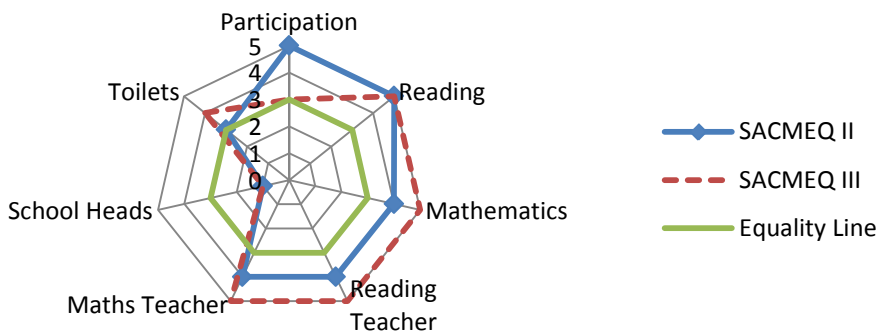 Participation
5
4
3
2
1
0
Toilets
Reading
School Heads
Mathematics
Maths Teacher
Reading
Teacher
SACMEQ II
SACMEQ III
Equality Line